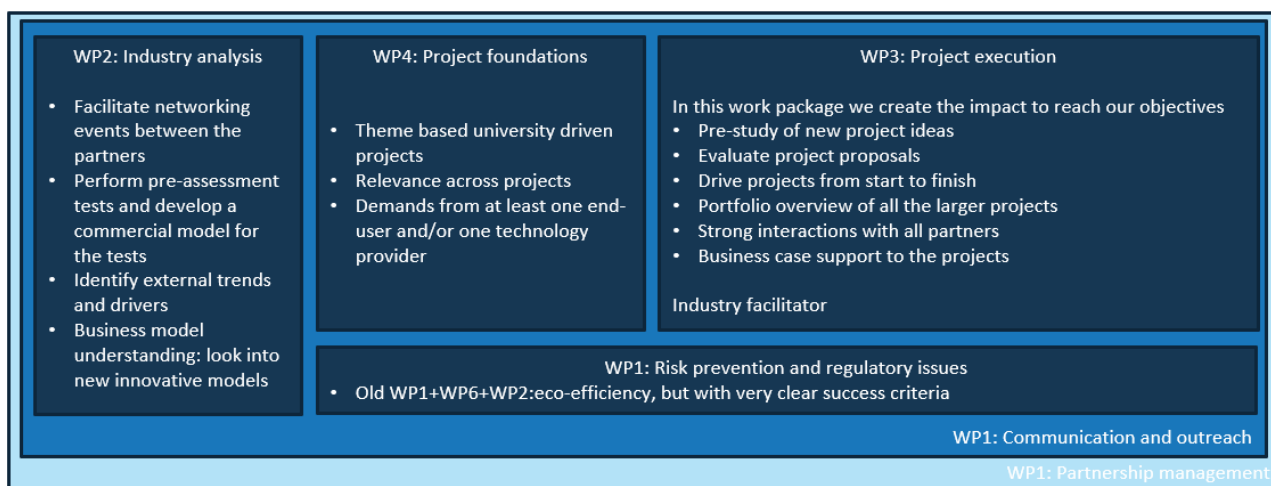 WP2: Industry analysis
• Facilitate networking
events between the
partners
• Perform pre-assessment
tests and develop a
commercial model for
the tests
• Identify external trends
and drivers
• Business model
understanding: look into
new innovative models
WP4: Project foundations
• Theme based university driven
projects
• Relevance across projects
• Demands from at least one end-
user and/or one technology
provider
WP3: Project execution
In this work package we create the impact to reach our objectives
• Pre-study of new project ideas
• Evaluate project proposals
• Drive projects from start to finish
• Portfolio overview of all the larger projects
• Strong interactions with all partners
• Business case support to the projects
Industry facilitator
WP1: Risk prevention and regulatory issues
• Old WP1+WP6+WP2:eco-efficiency, but with very clear success criteria
WP1: Communication and outreach
WP1: Partnership management